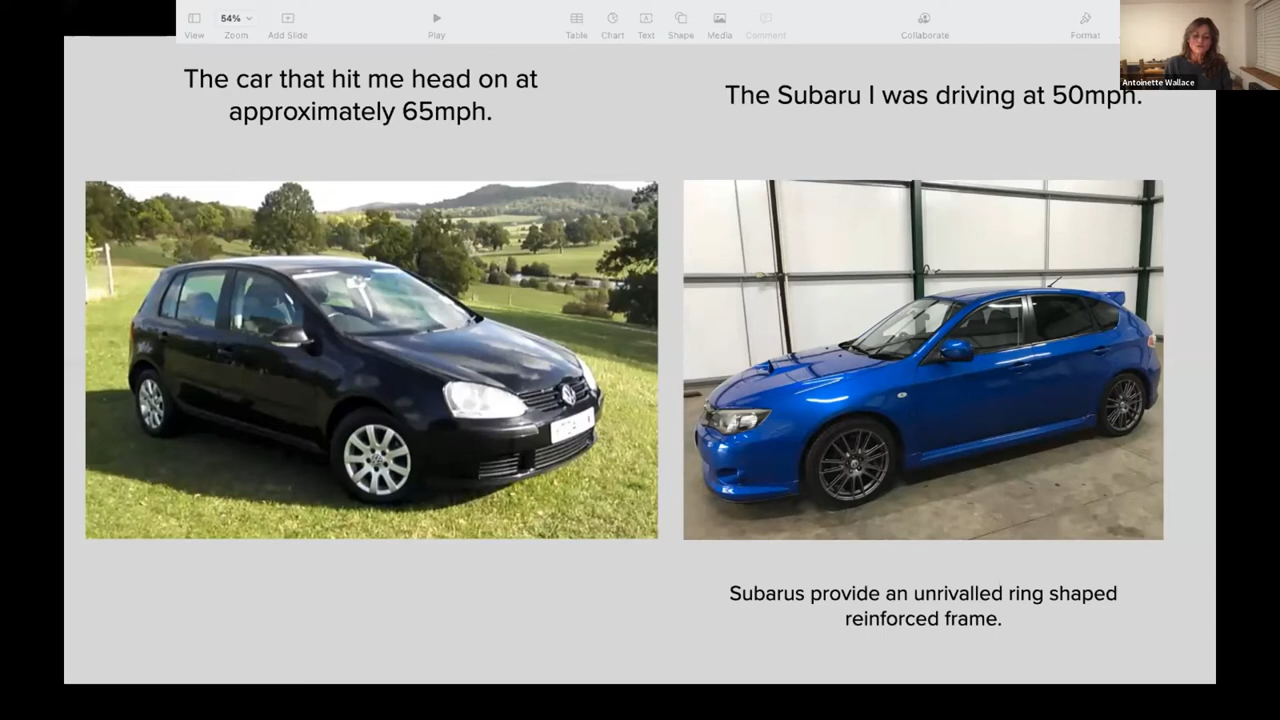 54%
View
Zoom
Add Slide
Play
Table
Chart
Text
Shape
Media
Comment
Collaborate
Format
Antoinette Wallace
The car that hit me head on at
approximately 65mph.
The Subaru I was driving at 50mph.
Subarus provide an unrivalled ring shaped
reinforced frame.